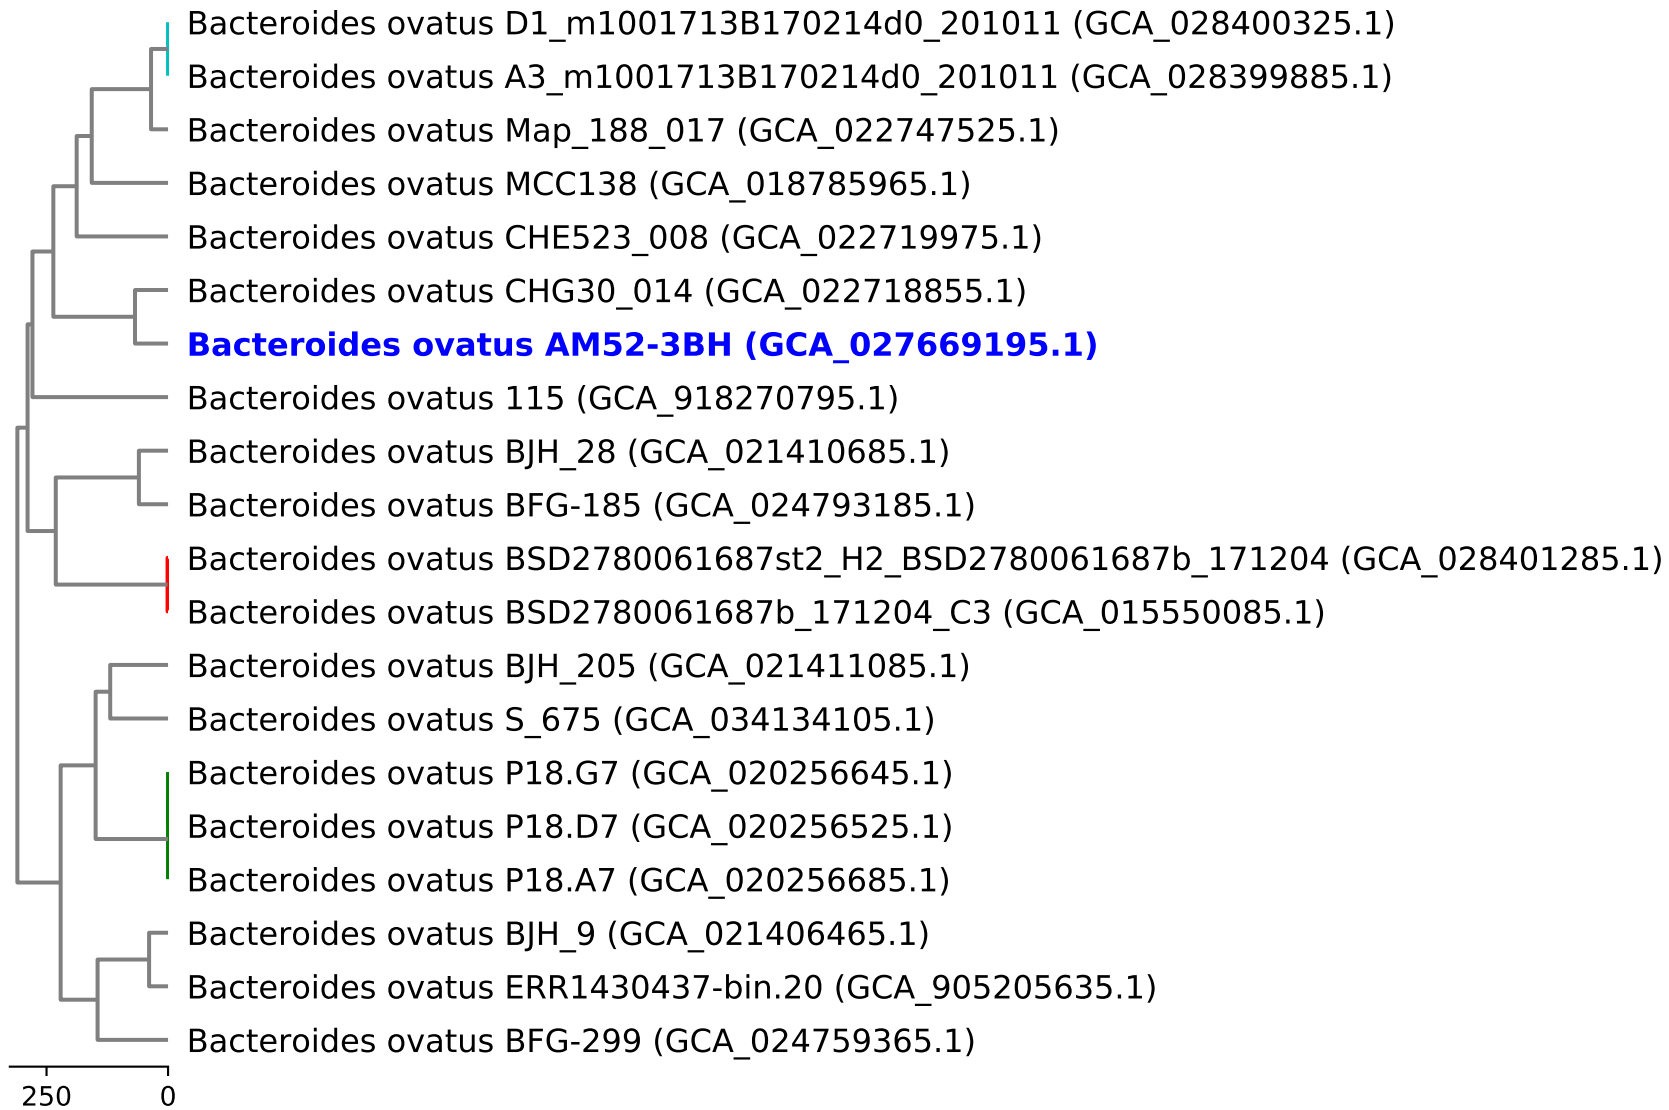 Bacteroides ovatus D1_m1001713B170214d0_201011 (GCA_028400325.1)
Bacteroides ovatus A3_m1001713B170214d0_201011 (GCA_028399885.1)
Bacteroides ovatus Map_188_017 (GCA_022747525.1)
Bacteroides ovatus MCC138 (GCA_018785965.1)
Bacteroides ovatus CHE523_008 (GCA_022719975.1)
Bacteroides ovatus CHG30_014 (GCA_022718855.1)
Bacteroides ovatus AM52-3BH (GCA_027669195.1)
Bacteroides ovatus 115 (GCA_918270795.1)
Bacteroides ovatus BJH_28 (GCA_021410685.1)
Bacteroides ovatus BFG-185 (GCA_024793185.1)
Bacteroides ovatus BSD2780061687st2_H2_BSD2780061687b_171204 (GCA_028401285.1)
Bacteroides ovatus BSD2780061687b_171204_C3 (GCA_015550085.1)
Bacteroides ovatus BJH_205 (GCA_021411085.1)
Bacteroides ovatus S_675 (GCA_034134105.1)
Bacteroides ovatus P18.G7 (GCA_020256645.1)
Bacteroides ovatus P18.D7 (GCA_020256525.1)
Bacteroides ovatus P18.A7 (GCA_020256685.1)
Bacteroides ovatus BJH_9 (GCA_021406465.1)
Bacteroides ovatus ERR1430437-bin.20 (GCA_905205635.1)
Bacteroides ovatus BFG-299 (GCA_024759365.1)
250 0